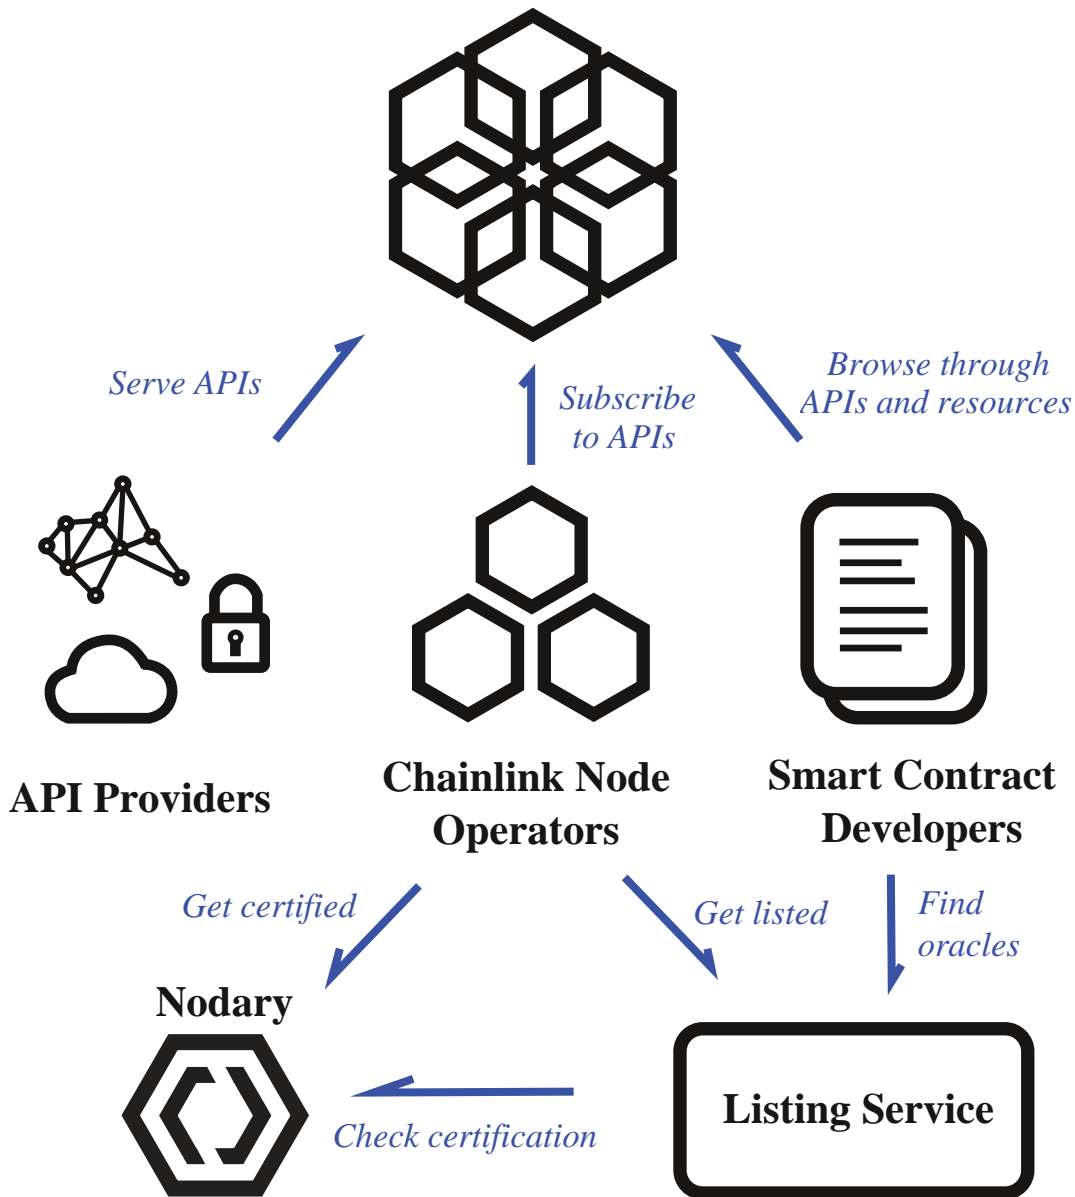 Serve APIs
Subscribe
to APIs
Browse through
APIs and resources
API Providers
Chainlink Node
Operators
Smart Contract
Developers
Get certified
Get listed
Find
oracles
Nodary
Listing Service
Check certification